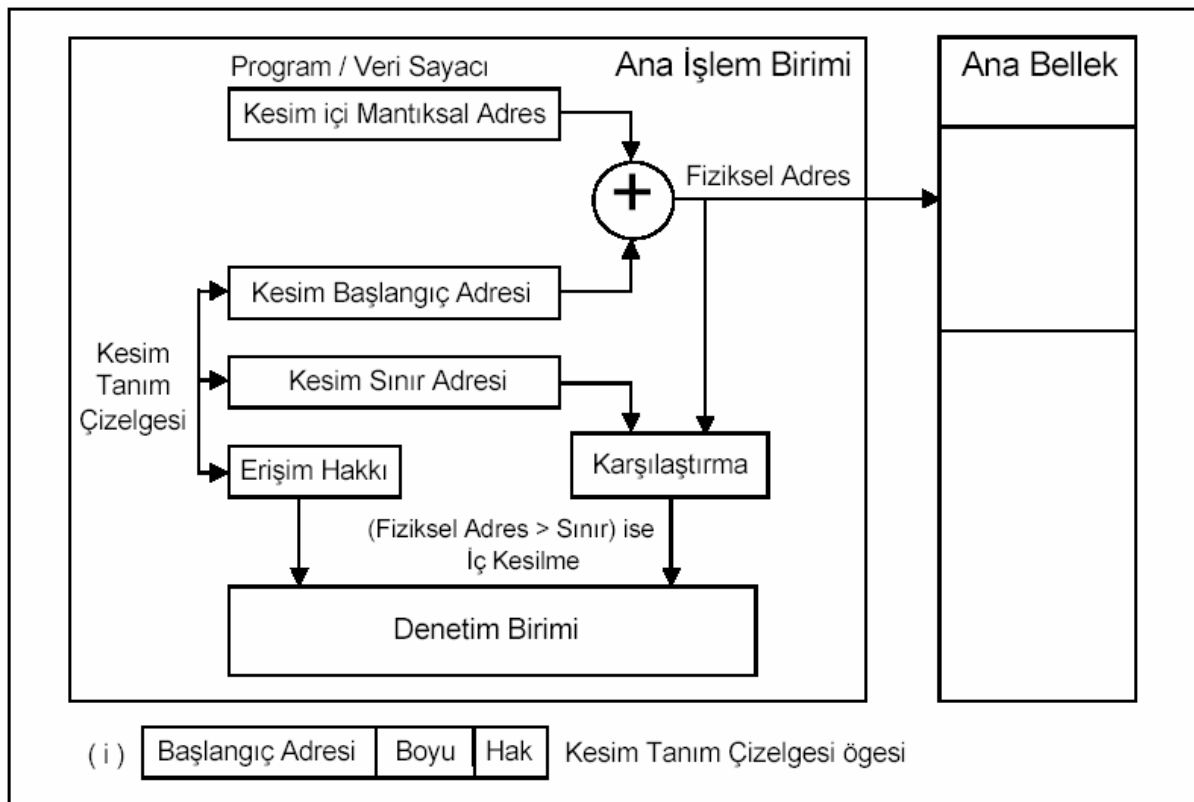 Program / Veri Sayacı
Ana İşlem Birimi
Ana Bellek
Kesim içi Mantıksal Adres
+
Fiziksel Adres
Kesim Başlangıç Adresi
Kesim
Tanım
Çizelgesi
Kesim Sınır Adresi
Erişim Hakkı
Karşılaştırma
(Fiziksel Adres > Sınır) ise
İç Kesilme
Denetim Birimi
( i ) Başlangıç Adresi Boyu Hak Kesim Tanım Çizelgesi ögesi